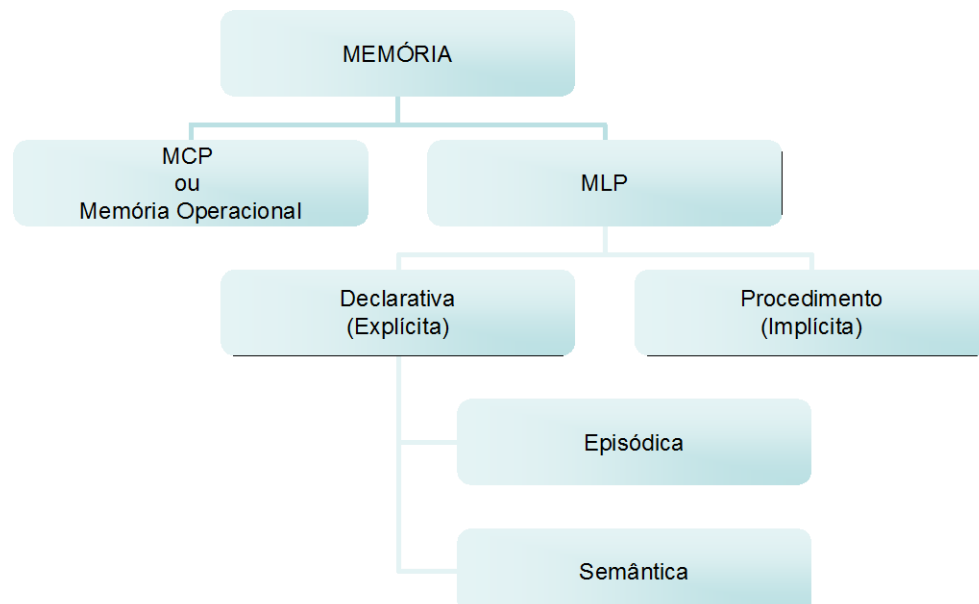 MEMÓRIA
MCP
ou
Memória Operacional
MLP
Declarativa
(Explícita)
Procedimento
(Implícita)
Episódica
Semântica